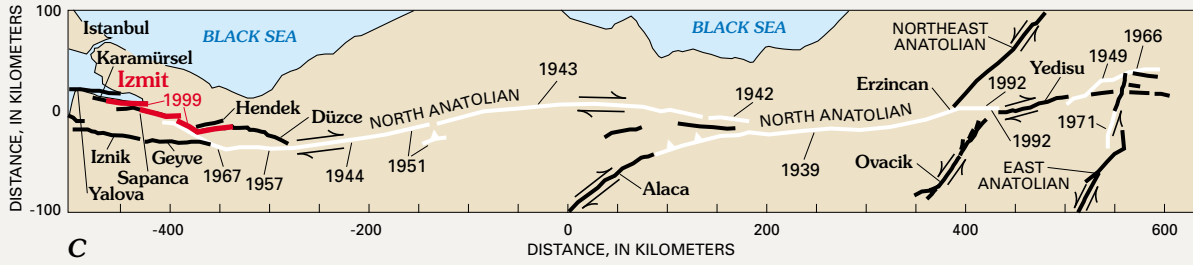 DISTANCE, IN KILOMETERS
100
0
-100
Istanbul
BLACK SEA
BLACK SEA
NORTHEAST
ANATOLIAN
1966
1949
Karamürsel
Izmit
1999
Hendek
Düzce
1943
NORTH ANATOLIAN
1942
NORTH ANATOLIAN
Erzincan
1992
Yedisu
1992
1971
Iznik
Geyve
Sapanca
Yalova
1967
1957
1944
1951
Alaca
1939
Ovacik
EAST
ANATOLIAN
-400
-200
0
200
400
600
C
DISTANCE, IN KILOMETERS